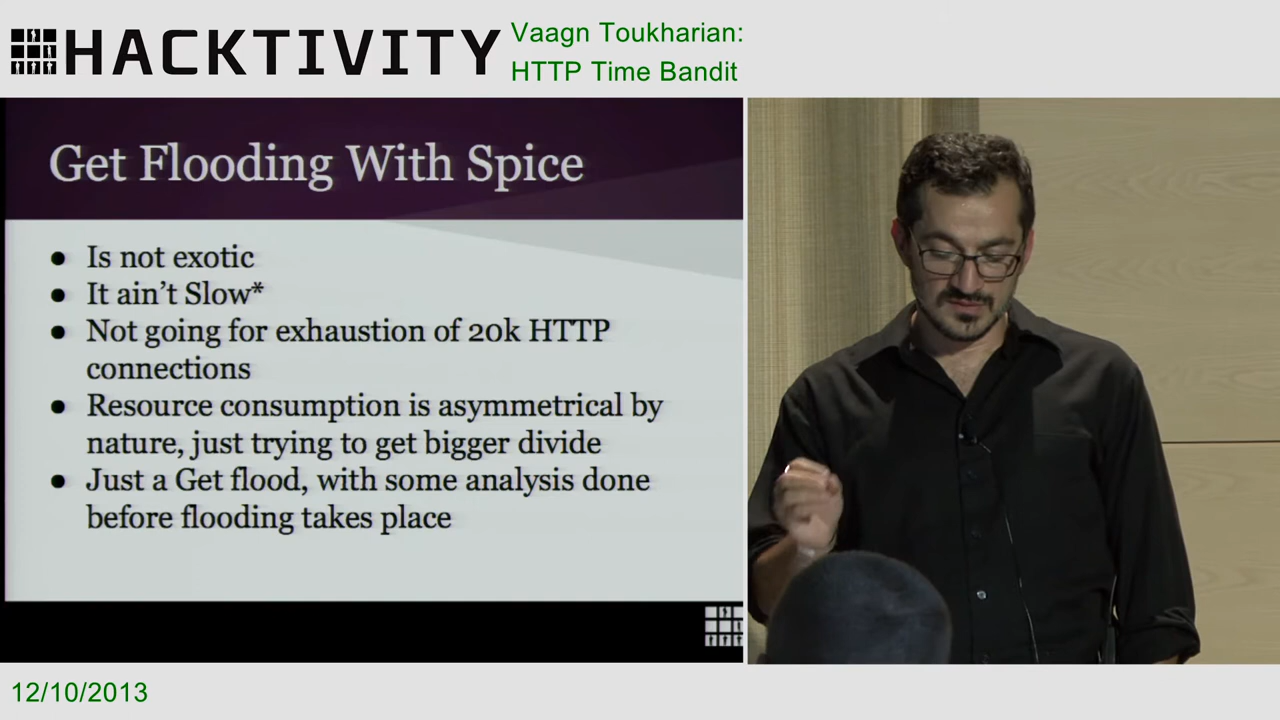 HACKTIVITY
Vaagn Toukharian:
HTTP Time Bandit
Get Flooding With Spice
● Is not exotic
● It ain't Slow*
● Not going for exhaustion of 20k HTTP
connections
● Resource consumption is asymmetrical by
nature, just trying to get bigger divide
● Just a Get flood, with some analysis done
before flooding takes place
12/10/2013